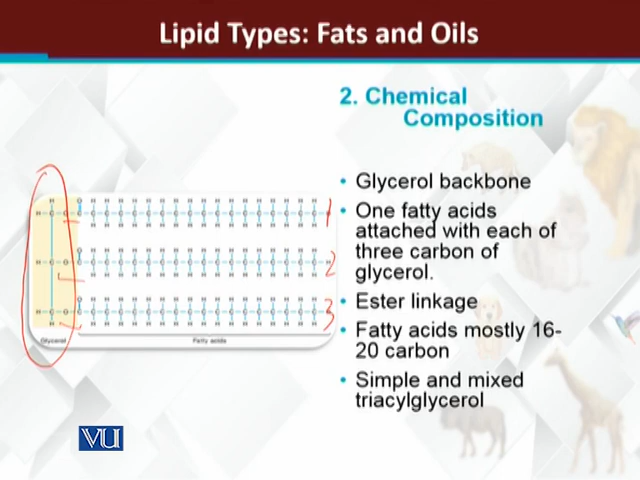 Lipid Types: Fats and Oils
2. Chemical
Composition
• Glycerol backbone
• One fatty acids
attached with each of
three carbon of
glycerol.
• Ester linkage
• Fatty acids mostly 16-
20 carbon
• Simple and mixed
triacylglycerol
1
2
3
Glycerol
Fatty acids
VU